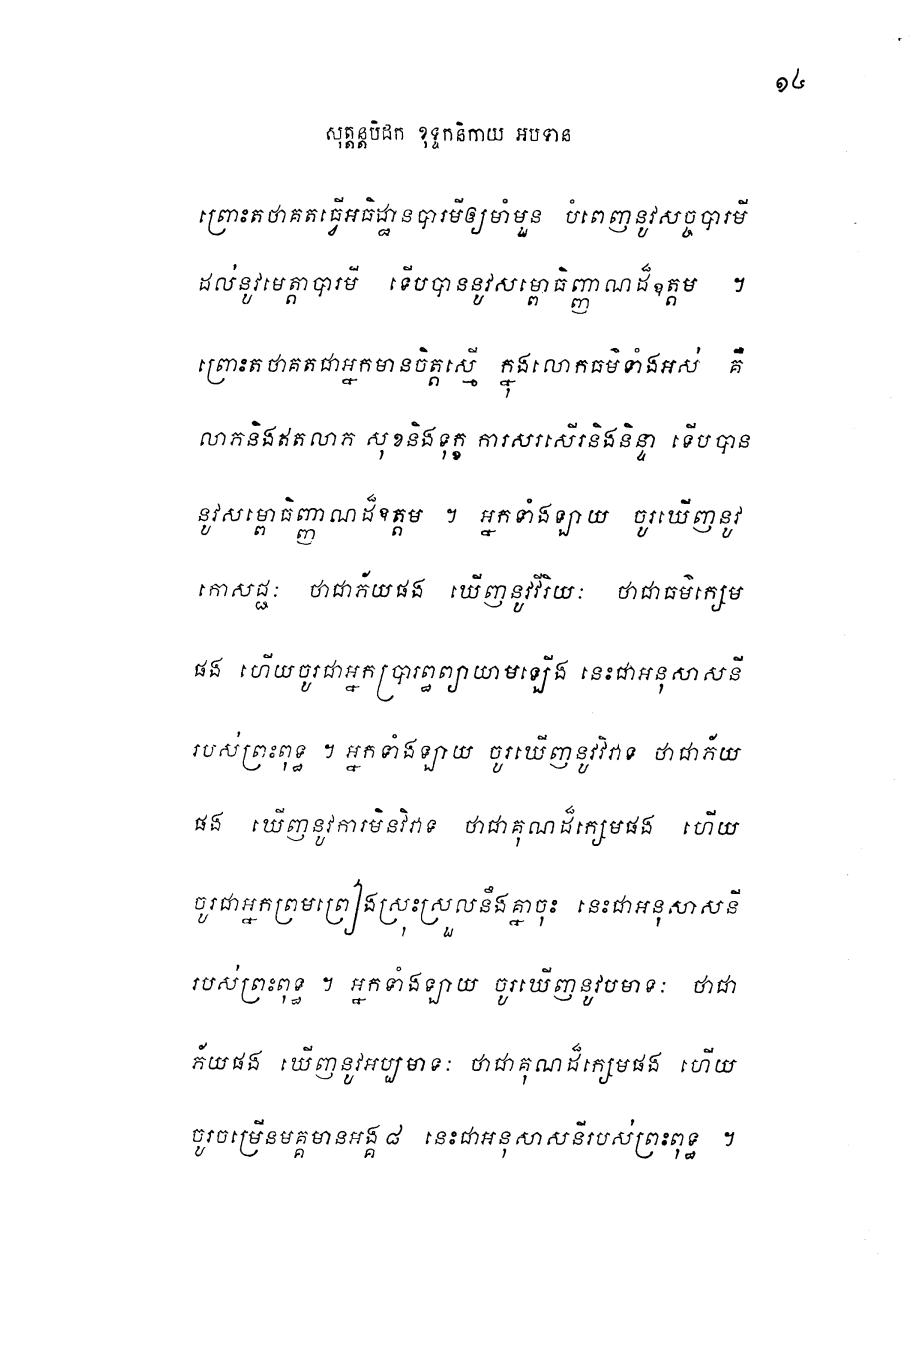 ១៤
សុត្តន្តបិដក ខុទ្ទកនិកាយ អបទាន
ព្រោះតថាគតធ្វើអធិដ្ឋានបារមីឲ្យមាំមួន បំពេញនូវសច្ចបារមី
ដល់នូវមេត្តាបារមី ទើបបាននូវសម្ពោធិញ្ញាណដ៏ឧត្តម ។
ព្រោះតថាគតជាអ្នកមានចិត្តស្មើ ក្នុងលោកធម៌ទាំងអស់ គឺ
លាភនិងឥតលាភ សុខនិងទុក្ខ ការសរសើរនិងនិន្ទា ទើបបាន
នូវសម្ពោធិញ្ញាណដ៏ឧត្តម ។ អ្នកទាំងឡាយ ចូរឃើញនូវ
កោសជ្ជៈ ថាជាភ័យផង ឃើញនូវវីរិយៈ ថាជាធម៌ក្សេម
ផង ហើយចូរជាអ្នកប្រារព្ធព្យាយាមឡើង នេះជាអនុសាសនី
របស់ព្រះពុទ្ធ ។ អ្នកទាំងឡាយ ចូរឃើញនូវវិវាទ ថាជាភ័យ
ផង ឃើញនូវការមិនវិវាទ ថាជាគុណដ៏ក្សេមផង ហើយ
ចូរជាអ្នកព្រមព្រៀងស្រុះស្រួលនឹងគ្នាចុះ នេះជាអនុសាសនី
របស់ព្រះពុទ្ធ ។ អ្នកទាំងឡាយ ចូរឃើញនូវបមាទៈ ថាជា
ភ័យផង ឃើញនូវអប្បមាទៈ ថាជាគុណដ៏ក្សេមផង ហើយ
ចូរចម្រើនមគ្គមានអង្គ ៨ នេះជាអនុសាសនីរបស់ព្រះពុទ្ធ ។